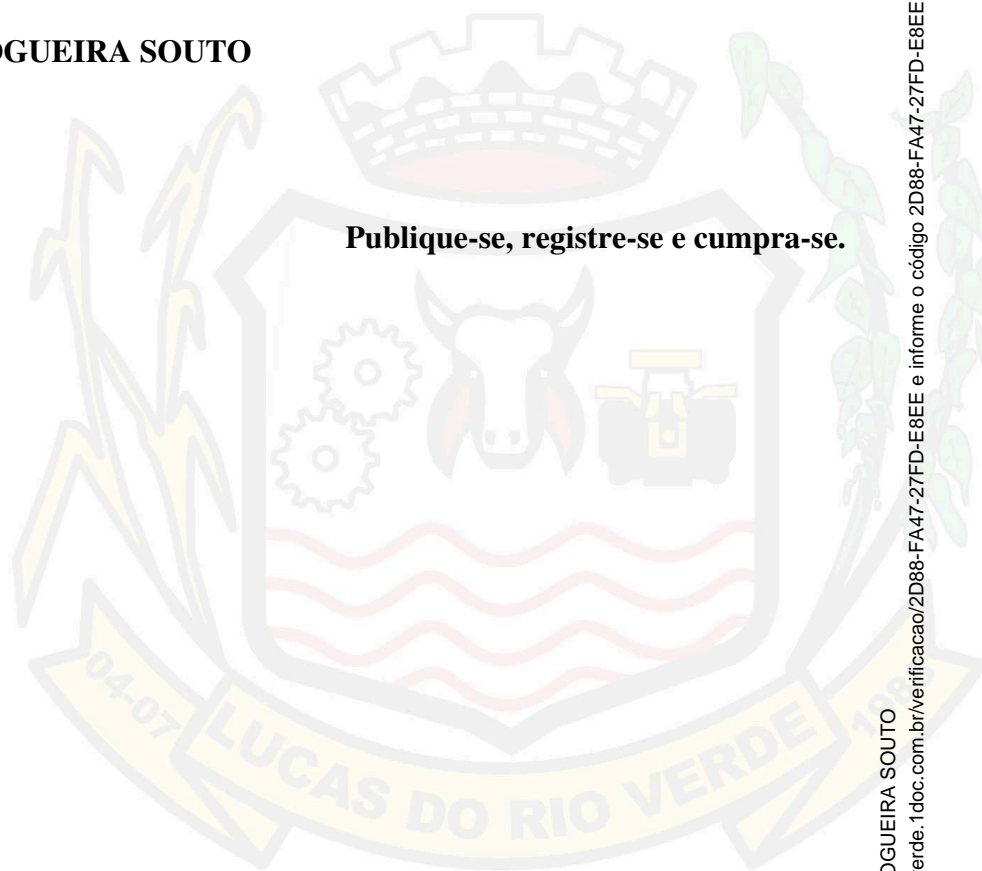 OGUEIRA SOUTO
Publique-se, registre-se e cumpra-se.
04-07
LUCAS DO RIO VERDE
OGUEIRA SOUTO
erde.1doc.com.br/verificacao/2D88-FA47-27FD-E8EE e informe o código 2D88-FA47-27FD-E8EE